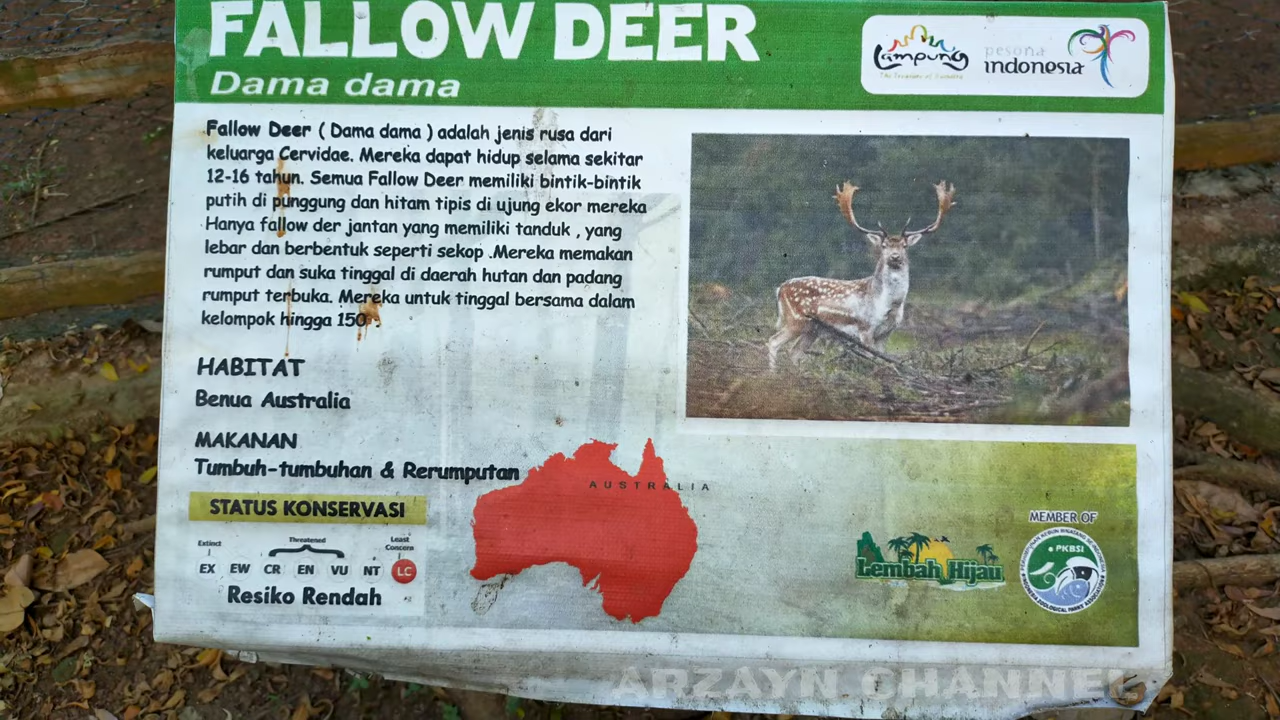 FALLOW DEER
Dama dama
Lampung
The Treasure of Sumatra
pesona
indonesia
Fallow Deer ( Dama dama ) adalah jenis rusa dari
keluarga Cervidae. Mereka dapat hidup selama sekitar
12-16 tahun. Semua Fallow Deer memiliki bintik-bintik
putih di punggung dan hitam tipis di ujung ekor mereka
Hanya fallow der jantan yang memiliki tanduk , yang
lebar dan berbentuk seperti sekop .Mereka memakan
rumput dan suka tinggal di daerah hutan dan padang
rumput terbuka. Mereka untuk tinggal bersama dalam
kelompok hingga 150
HABITAT
Benua Australia
MAKANAN
Tumbuh-tumbuhan & Rerumputan
AUSTRALIA
STATUS KONSERVASI
Extinct Threatened Least
Concern
EX EW CR EN VU NT LC
Resiko Rendah
Lembah Hijau
MEMBER OF
PKBSI
ARZAYN CHANNEL